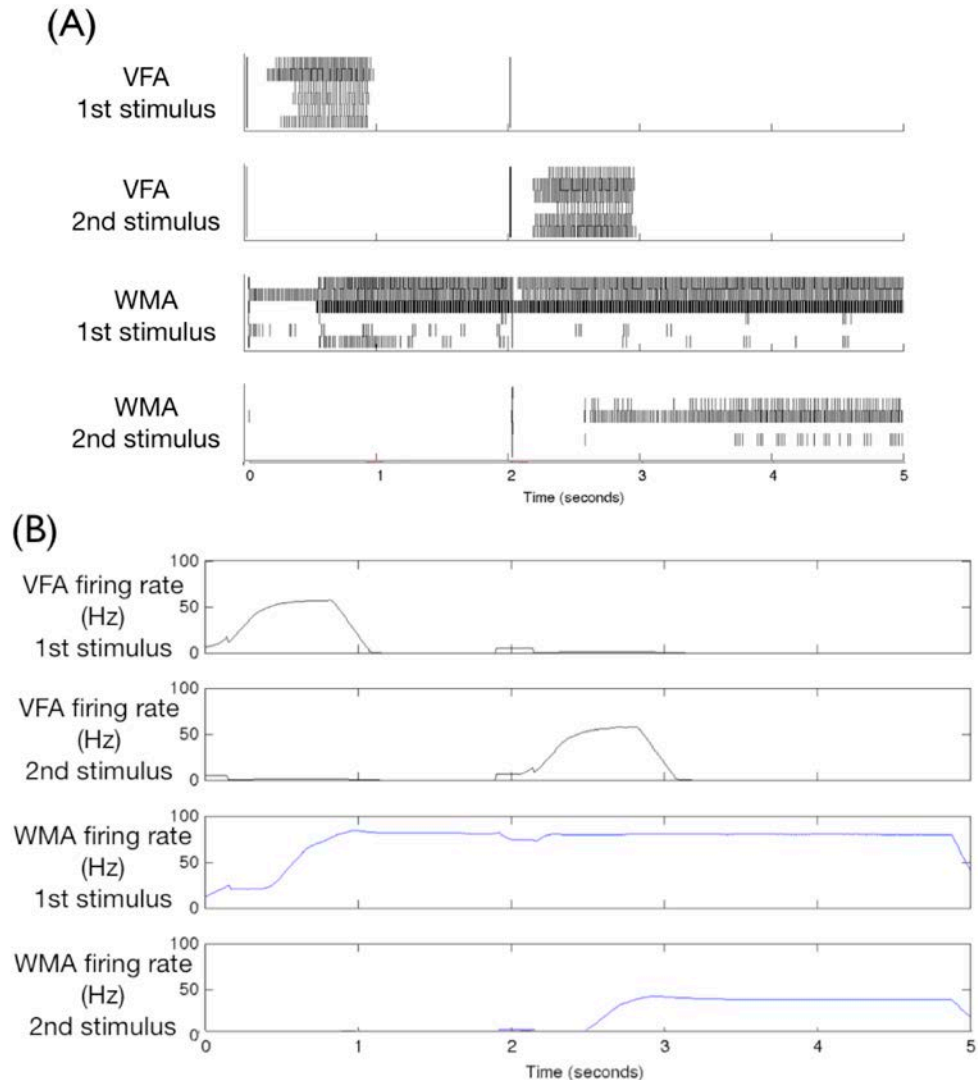 (A)
VFA
1st stimulus
VFA
2nd stimulus
WMA
1st stimulus
WMA
2nd stimulus
0 1 2 3 4 5
Time (seconds)
(B)
100
VFA firing rate
(Hz)
50
1st stimulus
0
100
VFA firing rate
(Hz)
50
2nd stimulus
0
100
WMA firing rate
(Hz)
50
1st stimulus
0
100
WMA firing rate
(Hz)
50
2nd stimulus
0
0 1 2 3 4 5
Time (seconds)